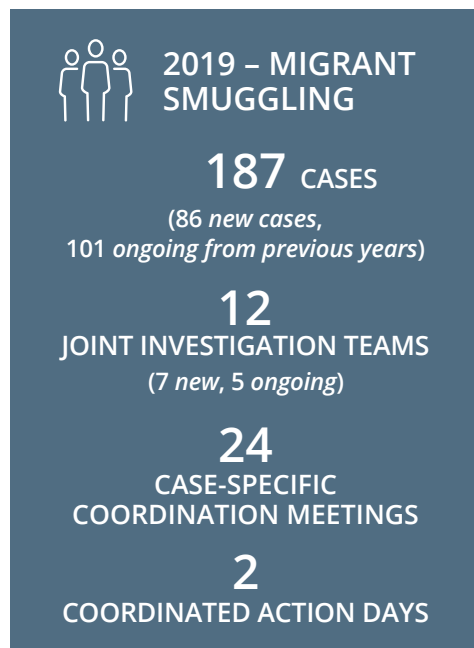 2019 – MIGRANT
SMUGGLING
187 CASES
(86 new cases,
101 ongoing from previous years)
12
JOINT INVESTIGATION TEAMS
(7 new, 5 ongoing)
24
CASE-SPECIFIC
COORDINATION MEETINGS
2
COORDINATED ACTION DAYS